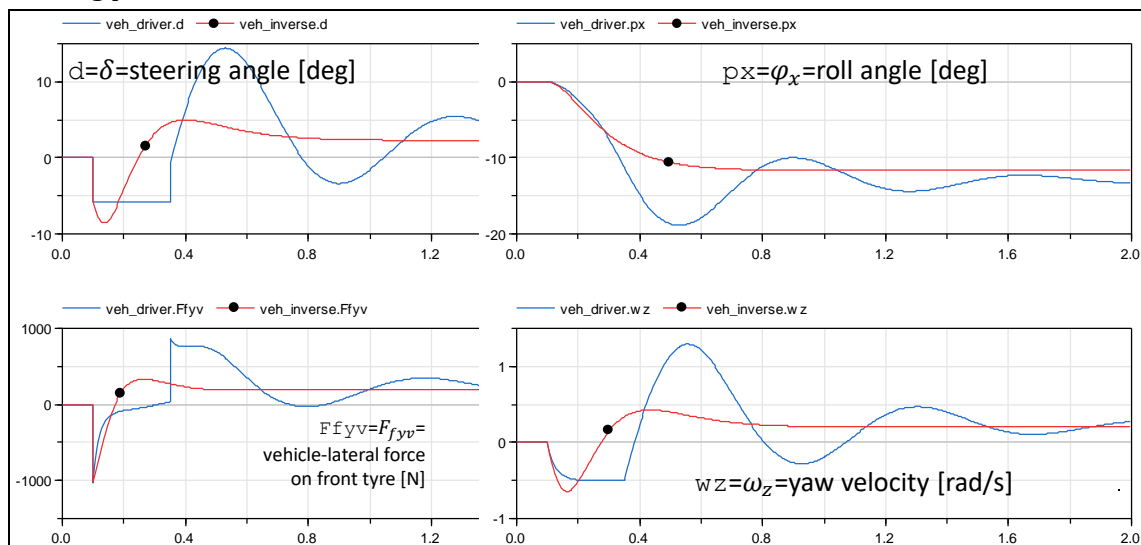 veh_driver.d veh_inverse.d
d=δ=steering angle [deg]
10
0
-10
0.0 0.4 0.8 1.2
veh_driver.px veh_inverse.px
px=φₓ=roll angle [deg]
0
-10
-20
0.0 0.4 0.8 1.2 1.6 2.0
veh_driver.Ffyv veh_inverse.Ffyv
1000
0
-1000
Ffyv=F_fyv=
vehicle-lateral force
on front tyre [N]
0.0 0.4 0.8 1.2
veh_driver.wz veh_inverse.wz
1
0
-1
wz=ω_z=yaw velocity [rad/s]
0.0 0.4 0.8 1.2 1.6 2.0